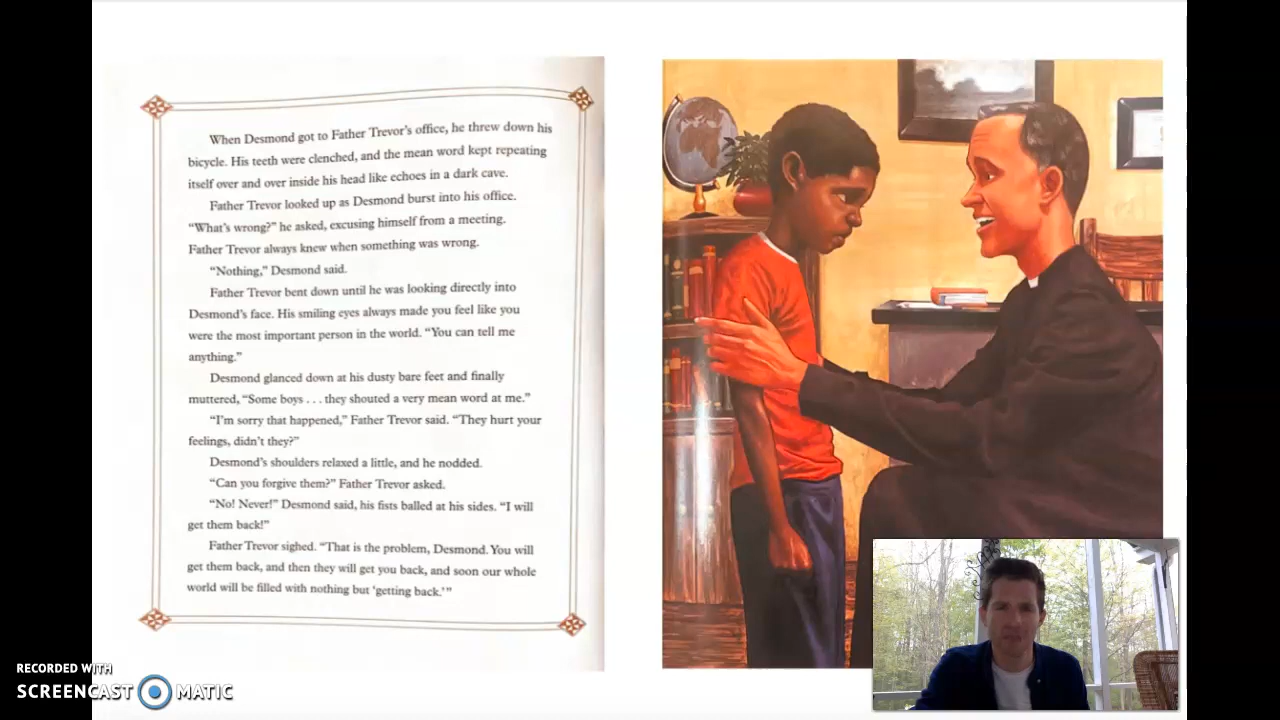 When Desmond got to Father Trevor's office, he threw down his
bicycle. His teeth were clenched, and the mean word kept repeating
itself over and over inside his head like echoes in a dark cave.
Father Trevor looked up as Desmond burst into his office.
“What's wrong?” he asked, excusing himself from a meeting.
Father Trevor always knew when something was wrong.
“Nothing,” Desmond said.
Father Trevor bent down until he was looking directly into
Desmond's face. His smiling eyes always made you feel like you
were the most important person in the world. “You can tell me
anything.”
Desmond glanced down at his dusty bare feet and finally
muttered, “Some boys . . . they shouted a very mean word at me.”
“I'm sorry that happened,” Father Trevor said. “They hurt your
feelings, didn't they?”
Desmond's shoulders relaxed a little, and he nodded.
“Can you forgive them?” Father Trevor asked.
“No! Never!” Desmond said, his fists balled at his sides. “I will
get them back!”
Father Trevor sighed. “That is the problem, Desmond. You will
get them back, and then they will get you back, and soon our whole
world will be filled with nothing but ‘getting back.’”
RECORDED WITH
SCREENCAST MATIC